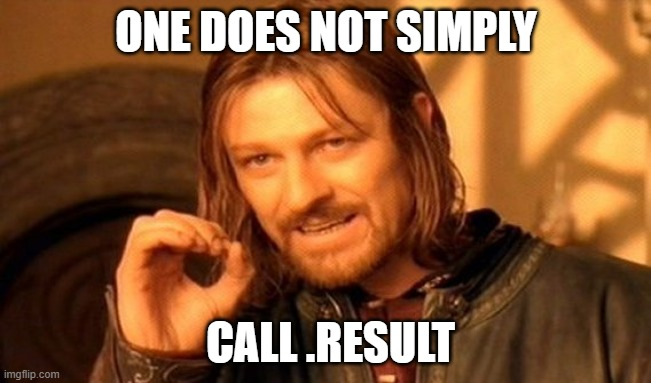 ONE DOES NOT SIMPLY
CALL .RESULT
imgflip.com